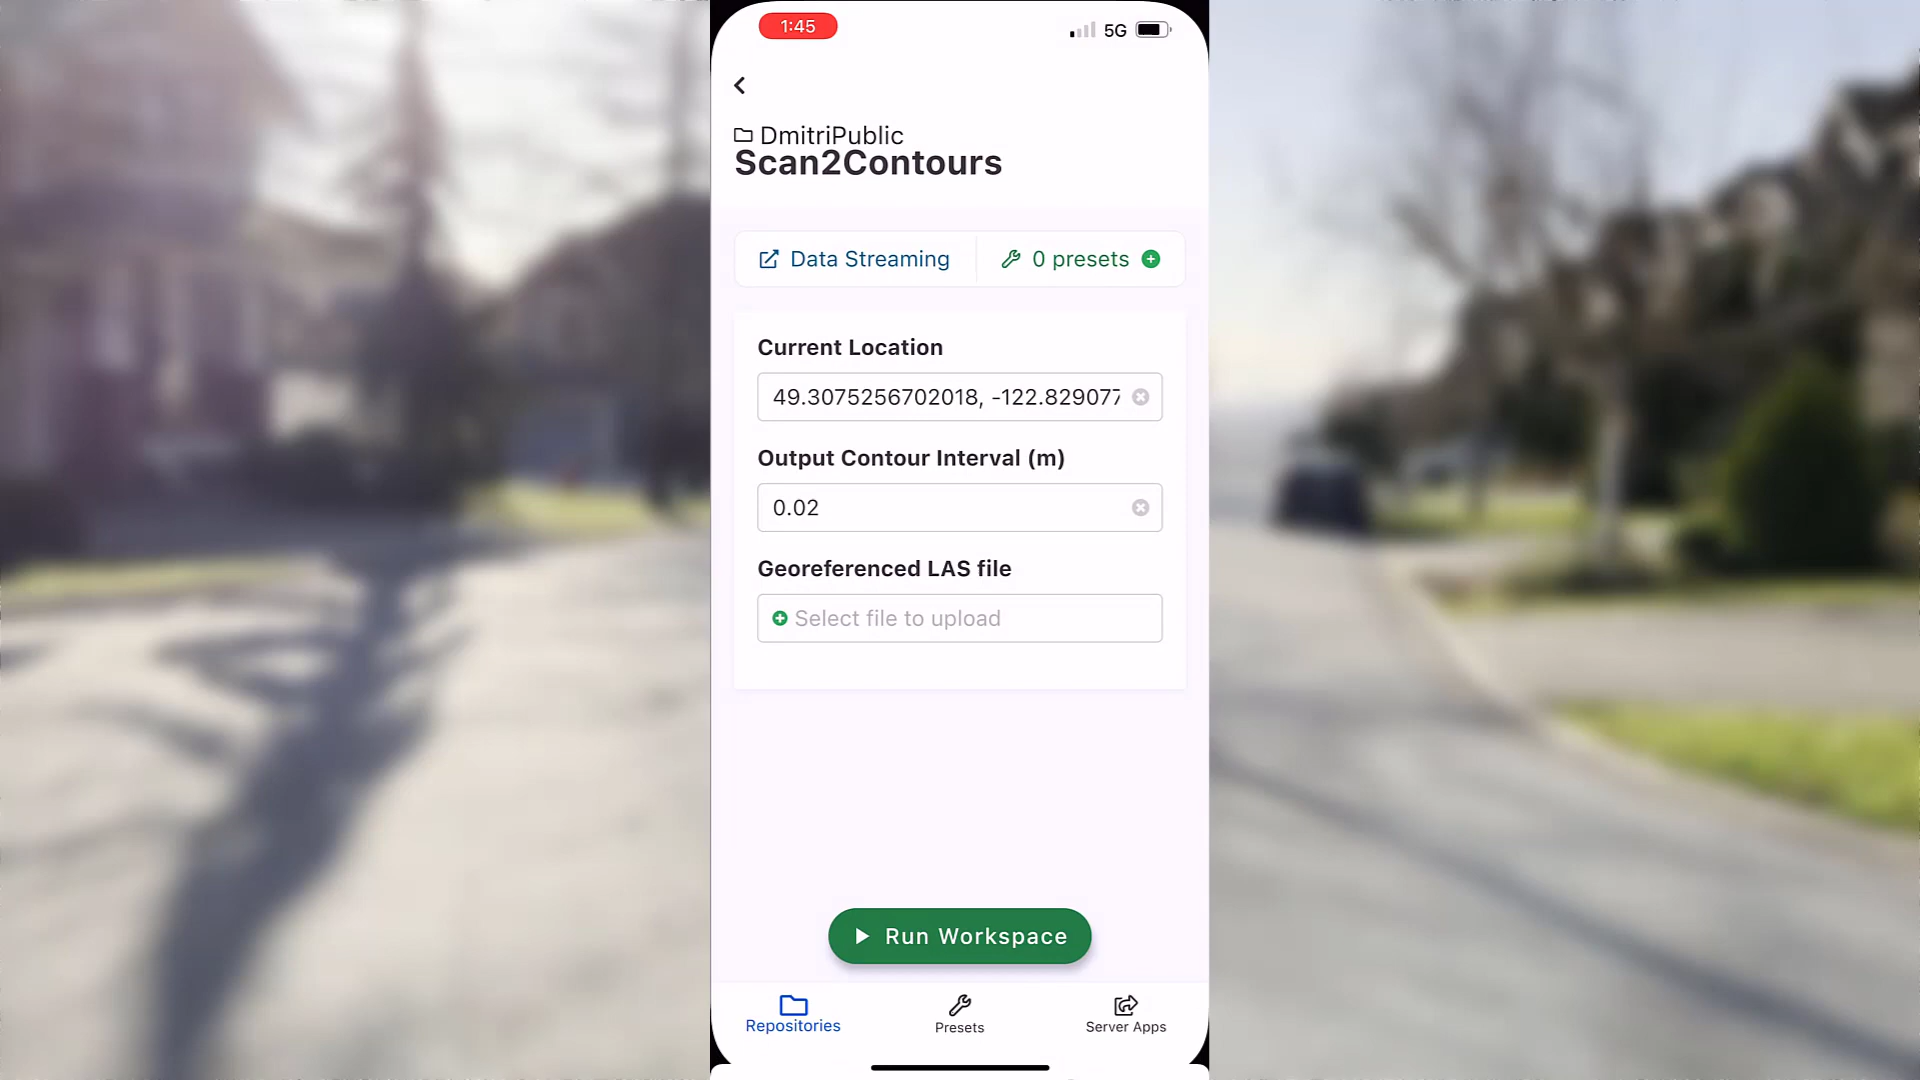 1:45
5G
DmitriPublic
Scan2Contours
Data Streaming
0 presets
Current Location
49.3075256702018, -122.829077
Output Contour Interval (m)
0.02
Georeferenced LAS file
Select file to upload
Run Workspace
Repositories
Presets
Server Apps